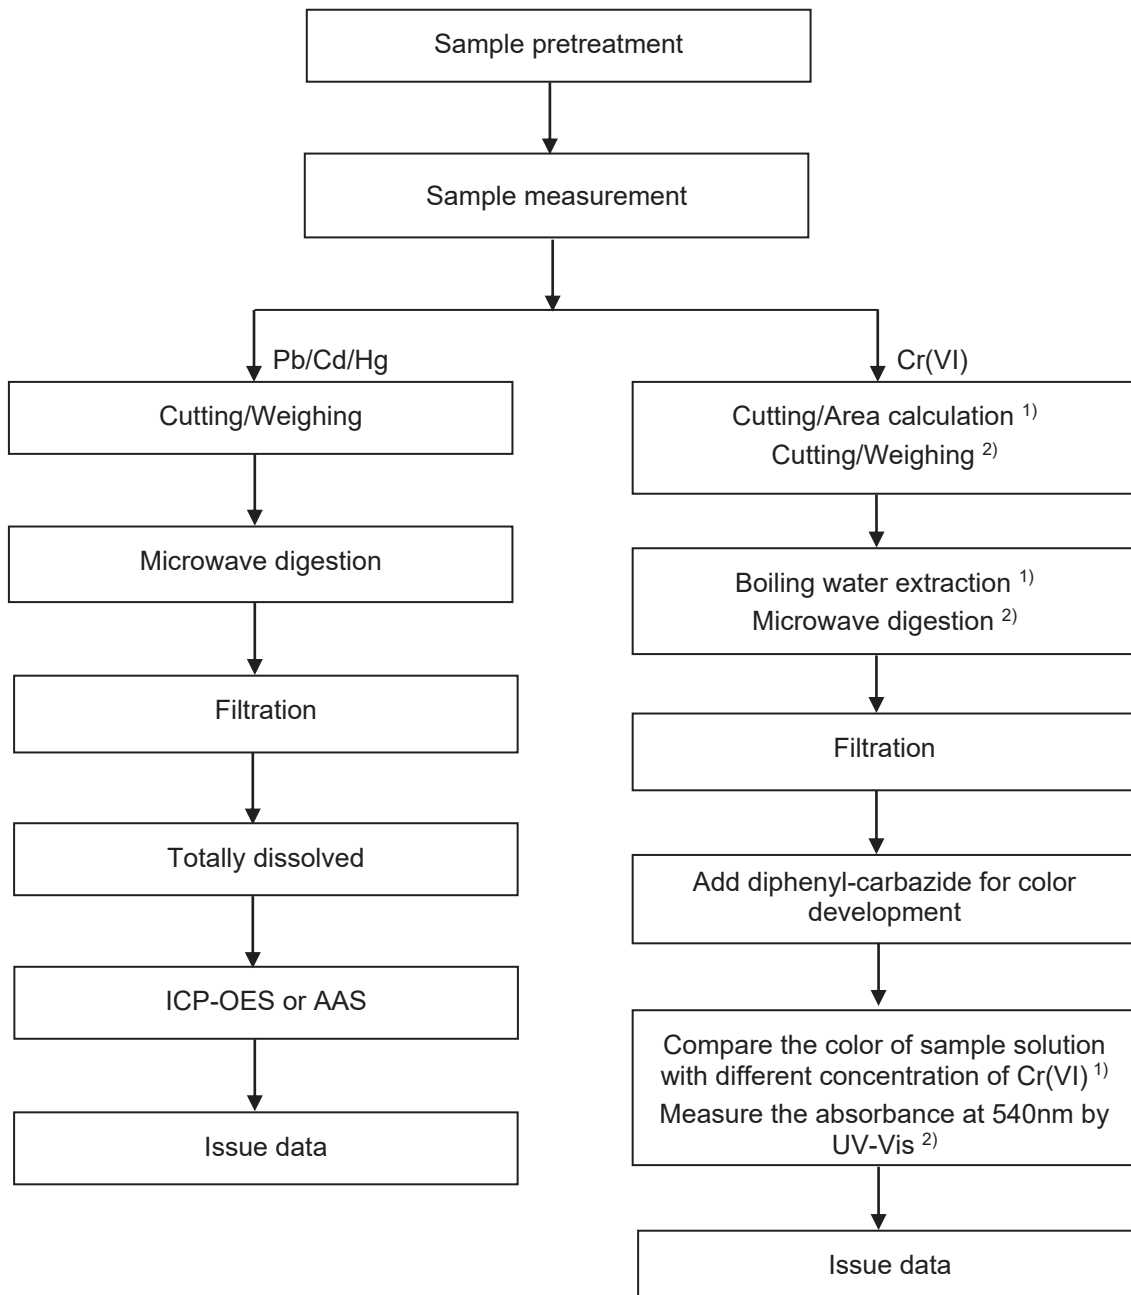 Sample pretreatment
Sample measurement
Pb/Cd/Hg
Cutting/Weighing
Microwave digestion
Filtration
Totally dissolved
ICP-OES or AAS
Issue data
Cr(VI)
Cutting/Area calculation 1)
Cutting/Weighing 2)
Boiling water extraction 1)
Microwave digestion 2)
Filtration
Add diphenyl-carbazide for color
development
Compare the color of sample solution
with different concentration of Cr(VI) 1)
Measure the absorbance at 540nm by
UV-Vis 2)
Issue data